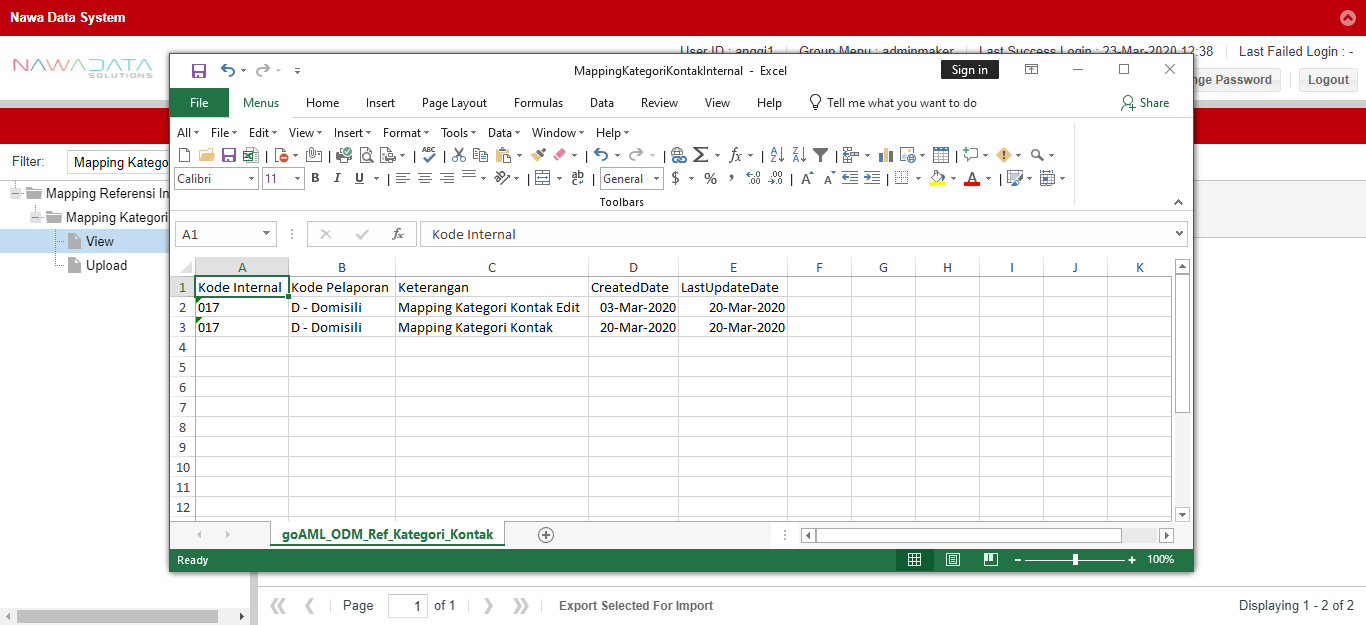 Nawa Data System
NAWADATA
SOLUTIONS
User ID : anggi1 Group Menu : adminmaker Last Success Login : 23-Mar-2020 12:38 Last Failed Login : -
nge Password Logout
MappingKategoriKontakInternal - Excel
Sign in
File Menus Home Insert Page Layout Formulas Data Review View Help Tell me what you want to do Share
All File Edit View Insert Format Tools Data Window Help
Calibri 11 B I U General $ % ,
Toolbars
Filter: Mapping Katego
Mapping Referensi In
Mapping Kategori
View
Upload
A1 fx Kode Internal
A B C D E F G H I J K
1 Kode Internal Kode Pelaporan Keterangan CreatedDate LastUpdateDate
2 017 D - Domisili Mapping Kategori Kontak Edit 03-Mar-2020 20-Mar-2020
3 017 D - Domisili Mapping Kategori Kontak 20-Mar-2020 20-Mar-2020
4
5
6
7
8
9
10
11
12
goAML_ODM_Ref_Kategori_Kontak
Ready 100%
Page 1 of 1 Export Selected For Import Displaying 1 - 2 of 2